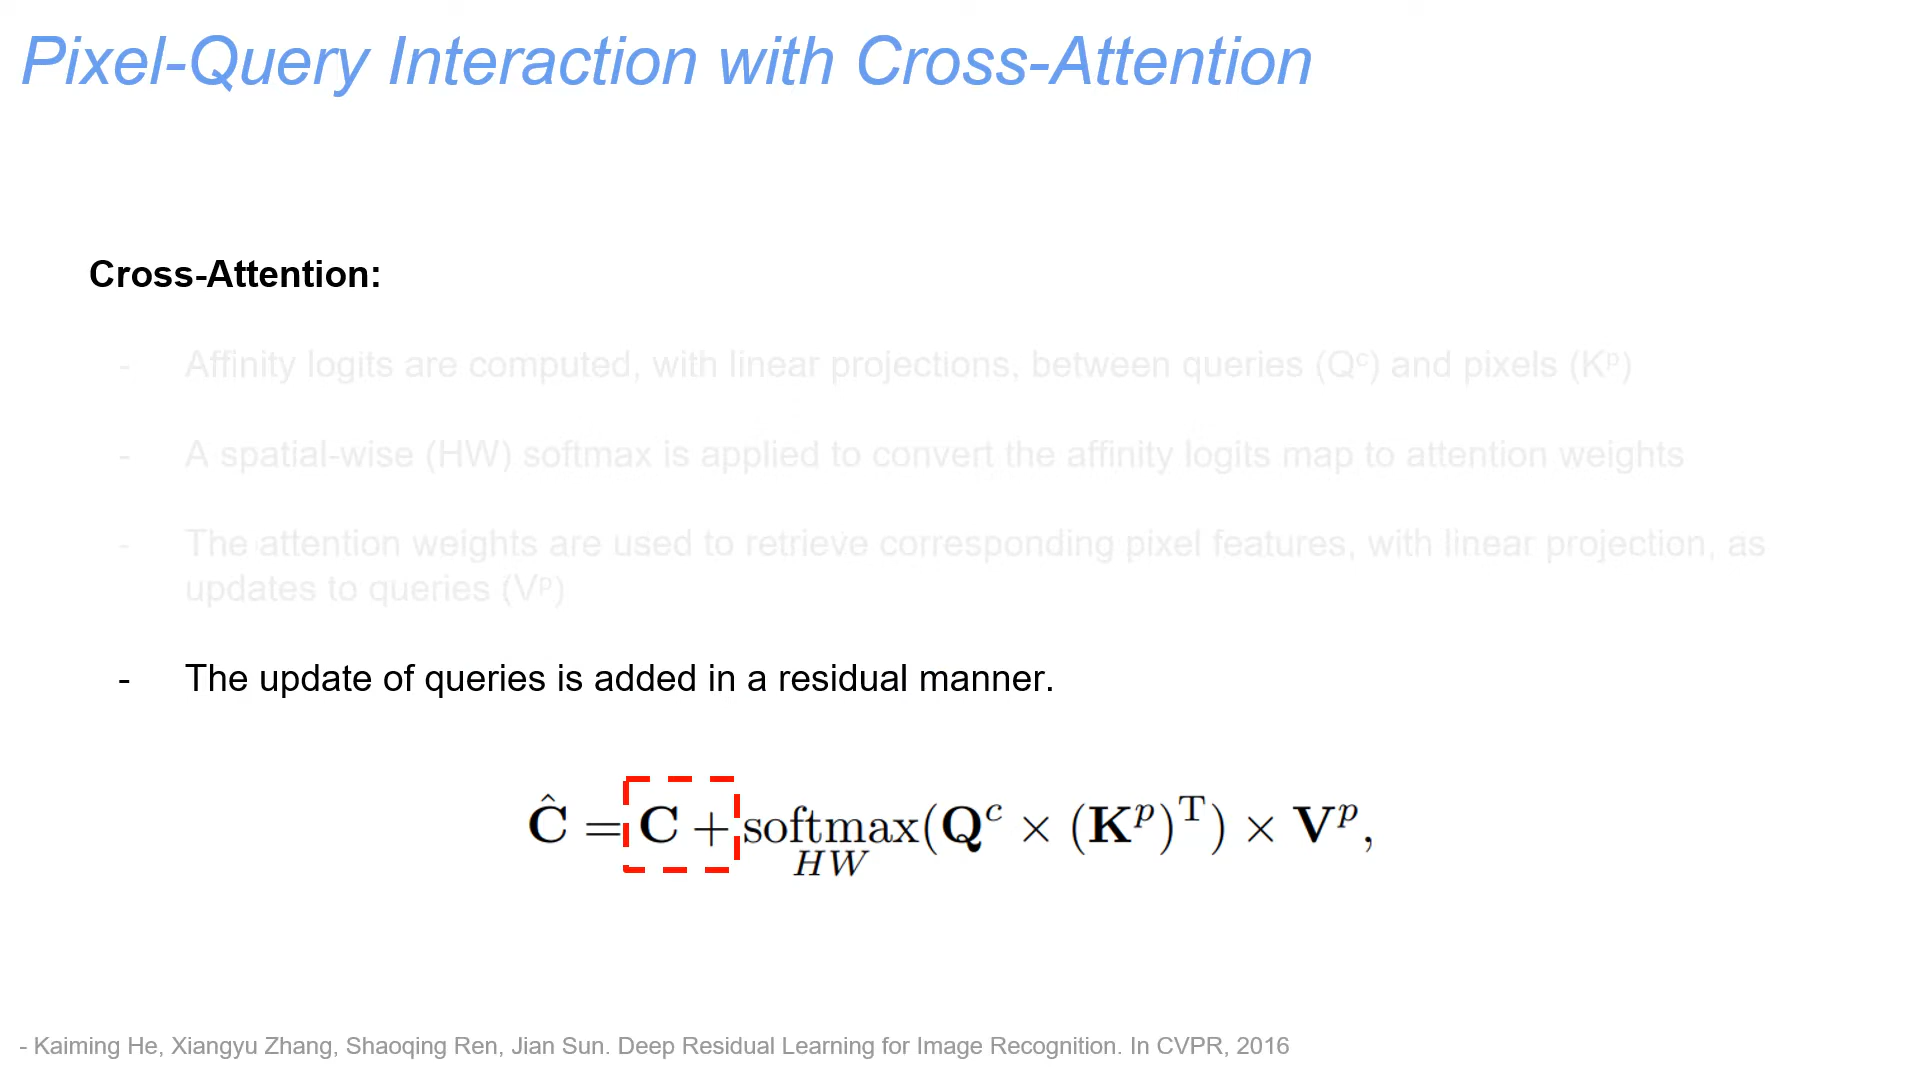 Pixel-Query Interaction with Cross-Attention
Cross-Attention:
- Affinity logits are computed, with linear projections, between queries (Qᶜ) and pixels (Kᵖ)
- A spatial-wise (HW) softmax is applied to convert the affinity logits map to attention weights
- The attention weights are used to retrieve corresponding pixel features, with linear projection, as
updates to queries (Vᵖ)
- The update of queries is added in a residual manner.
Ĉ = C + softmax(Qᶜ × (Kᵖ)ᵀ) × Vᵖ,
HW
- Kaiming He, Xiangyu Zhang, Shaoqing Ren, Jian Sun. Deep Residual Learning for Image Recognition. In CVPR, 2016